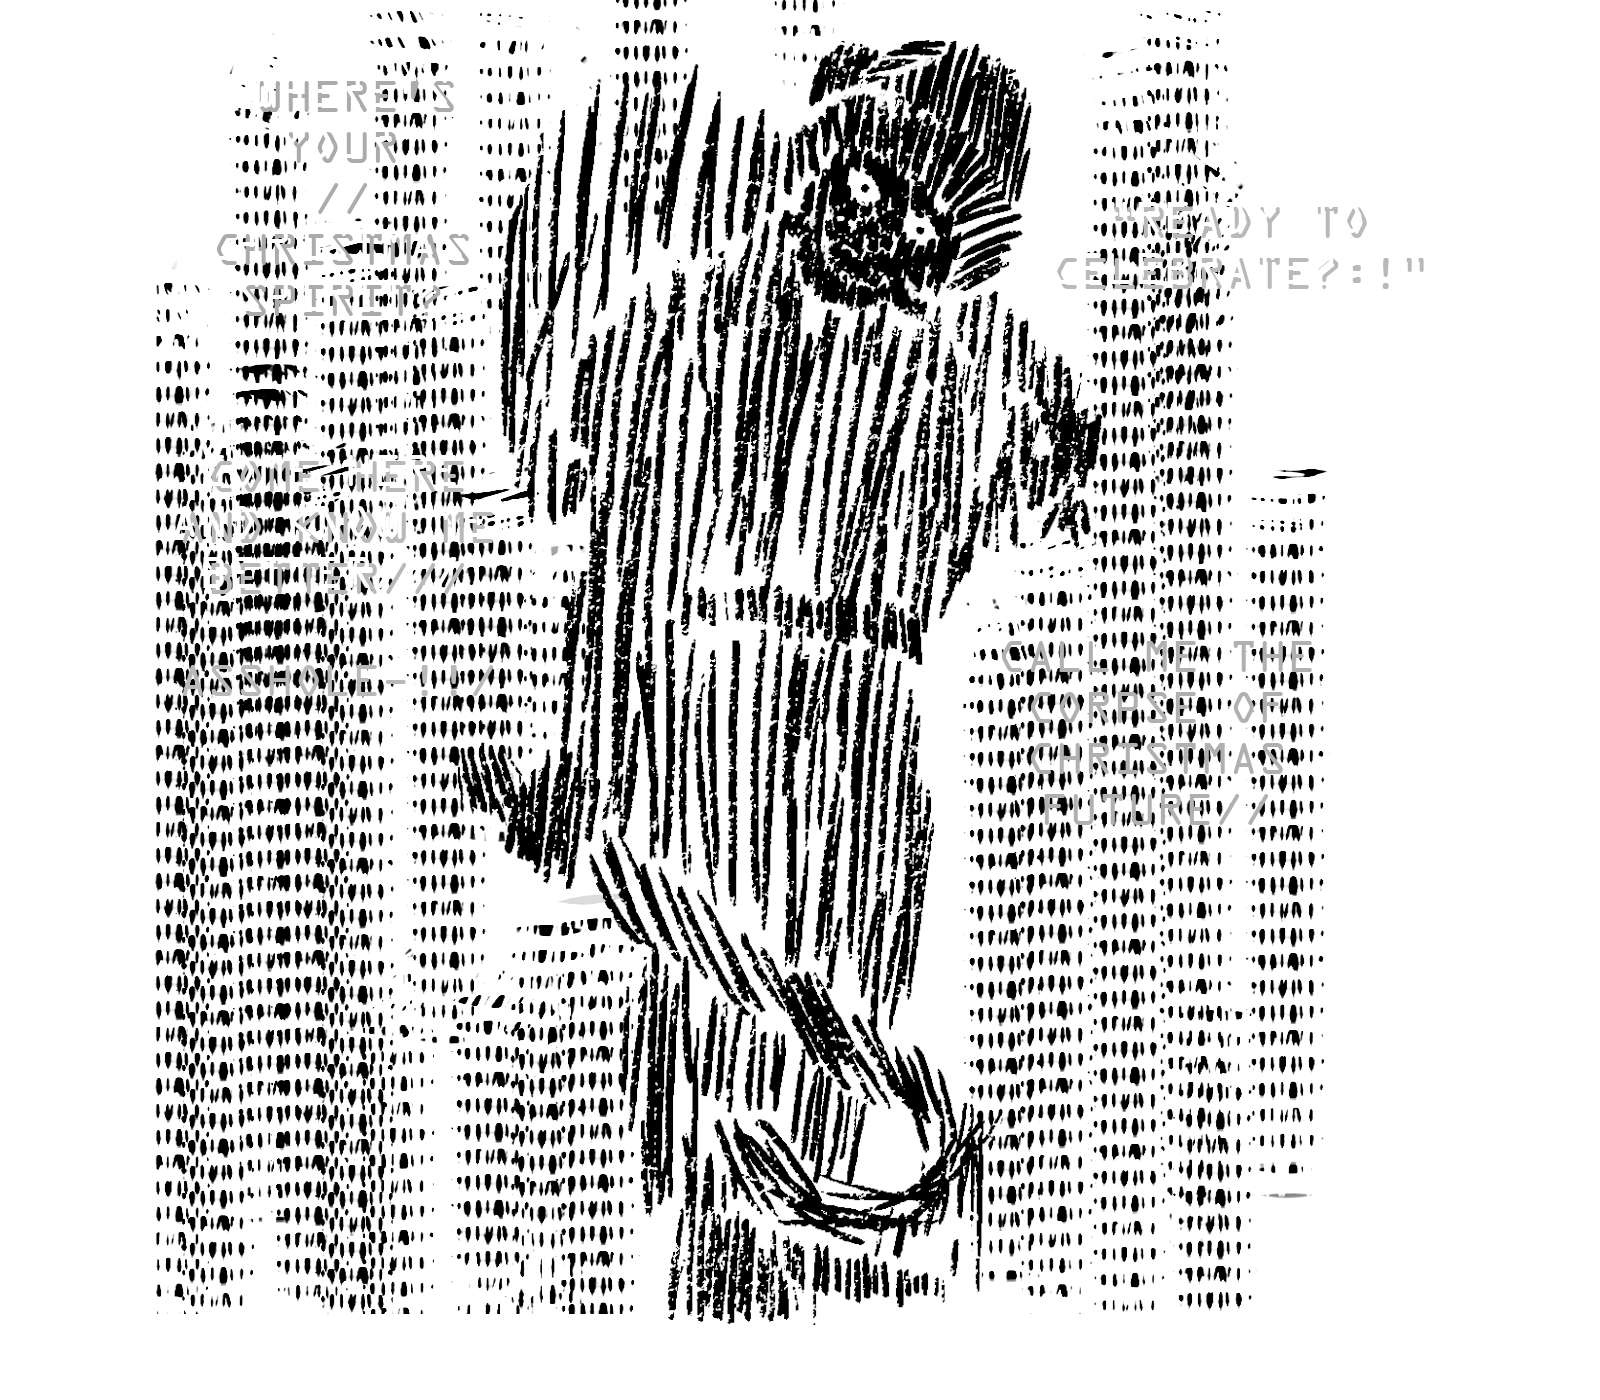 WHERE'S
YOUR
//
CHRISTMAS
SPIRIT?
"READY TO
CELEBRATE?:!"
COME HERE
AND KNOW ME
BETTER///
ASSHOLE-!!/
CALL ME THE
CORPSE OF
CHRISTMAS
FUTURE//